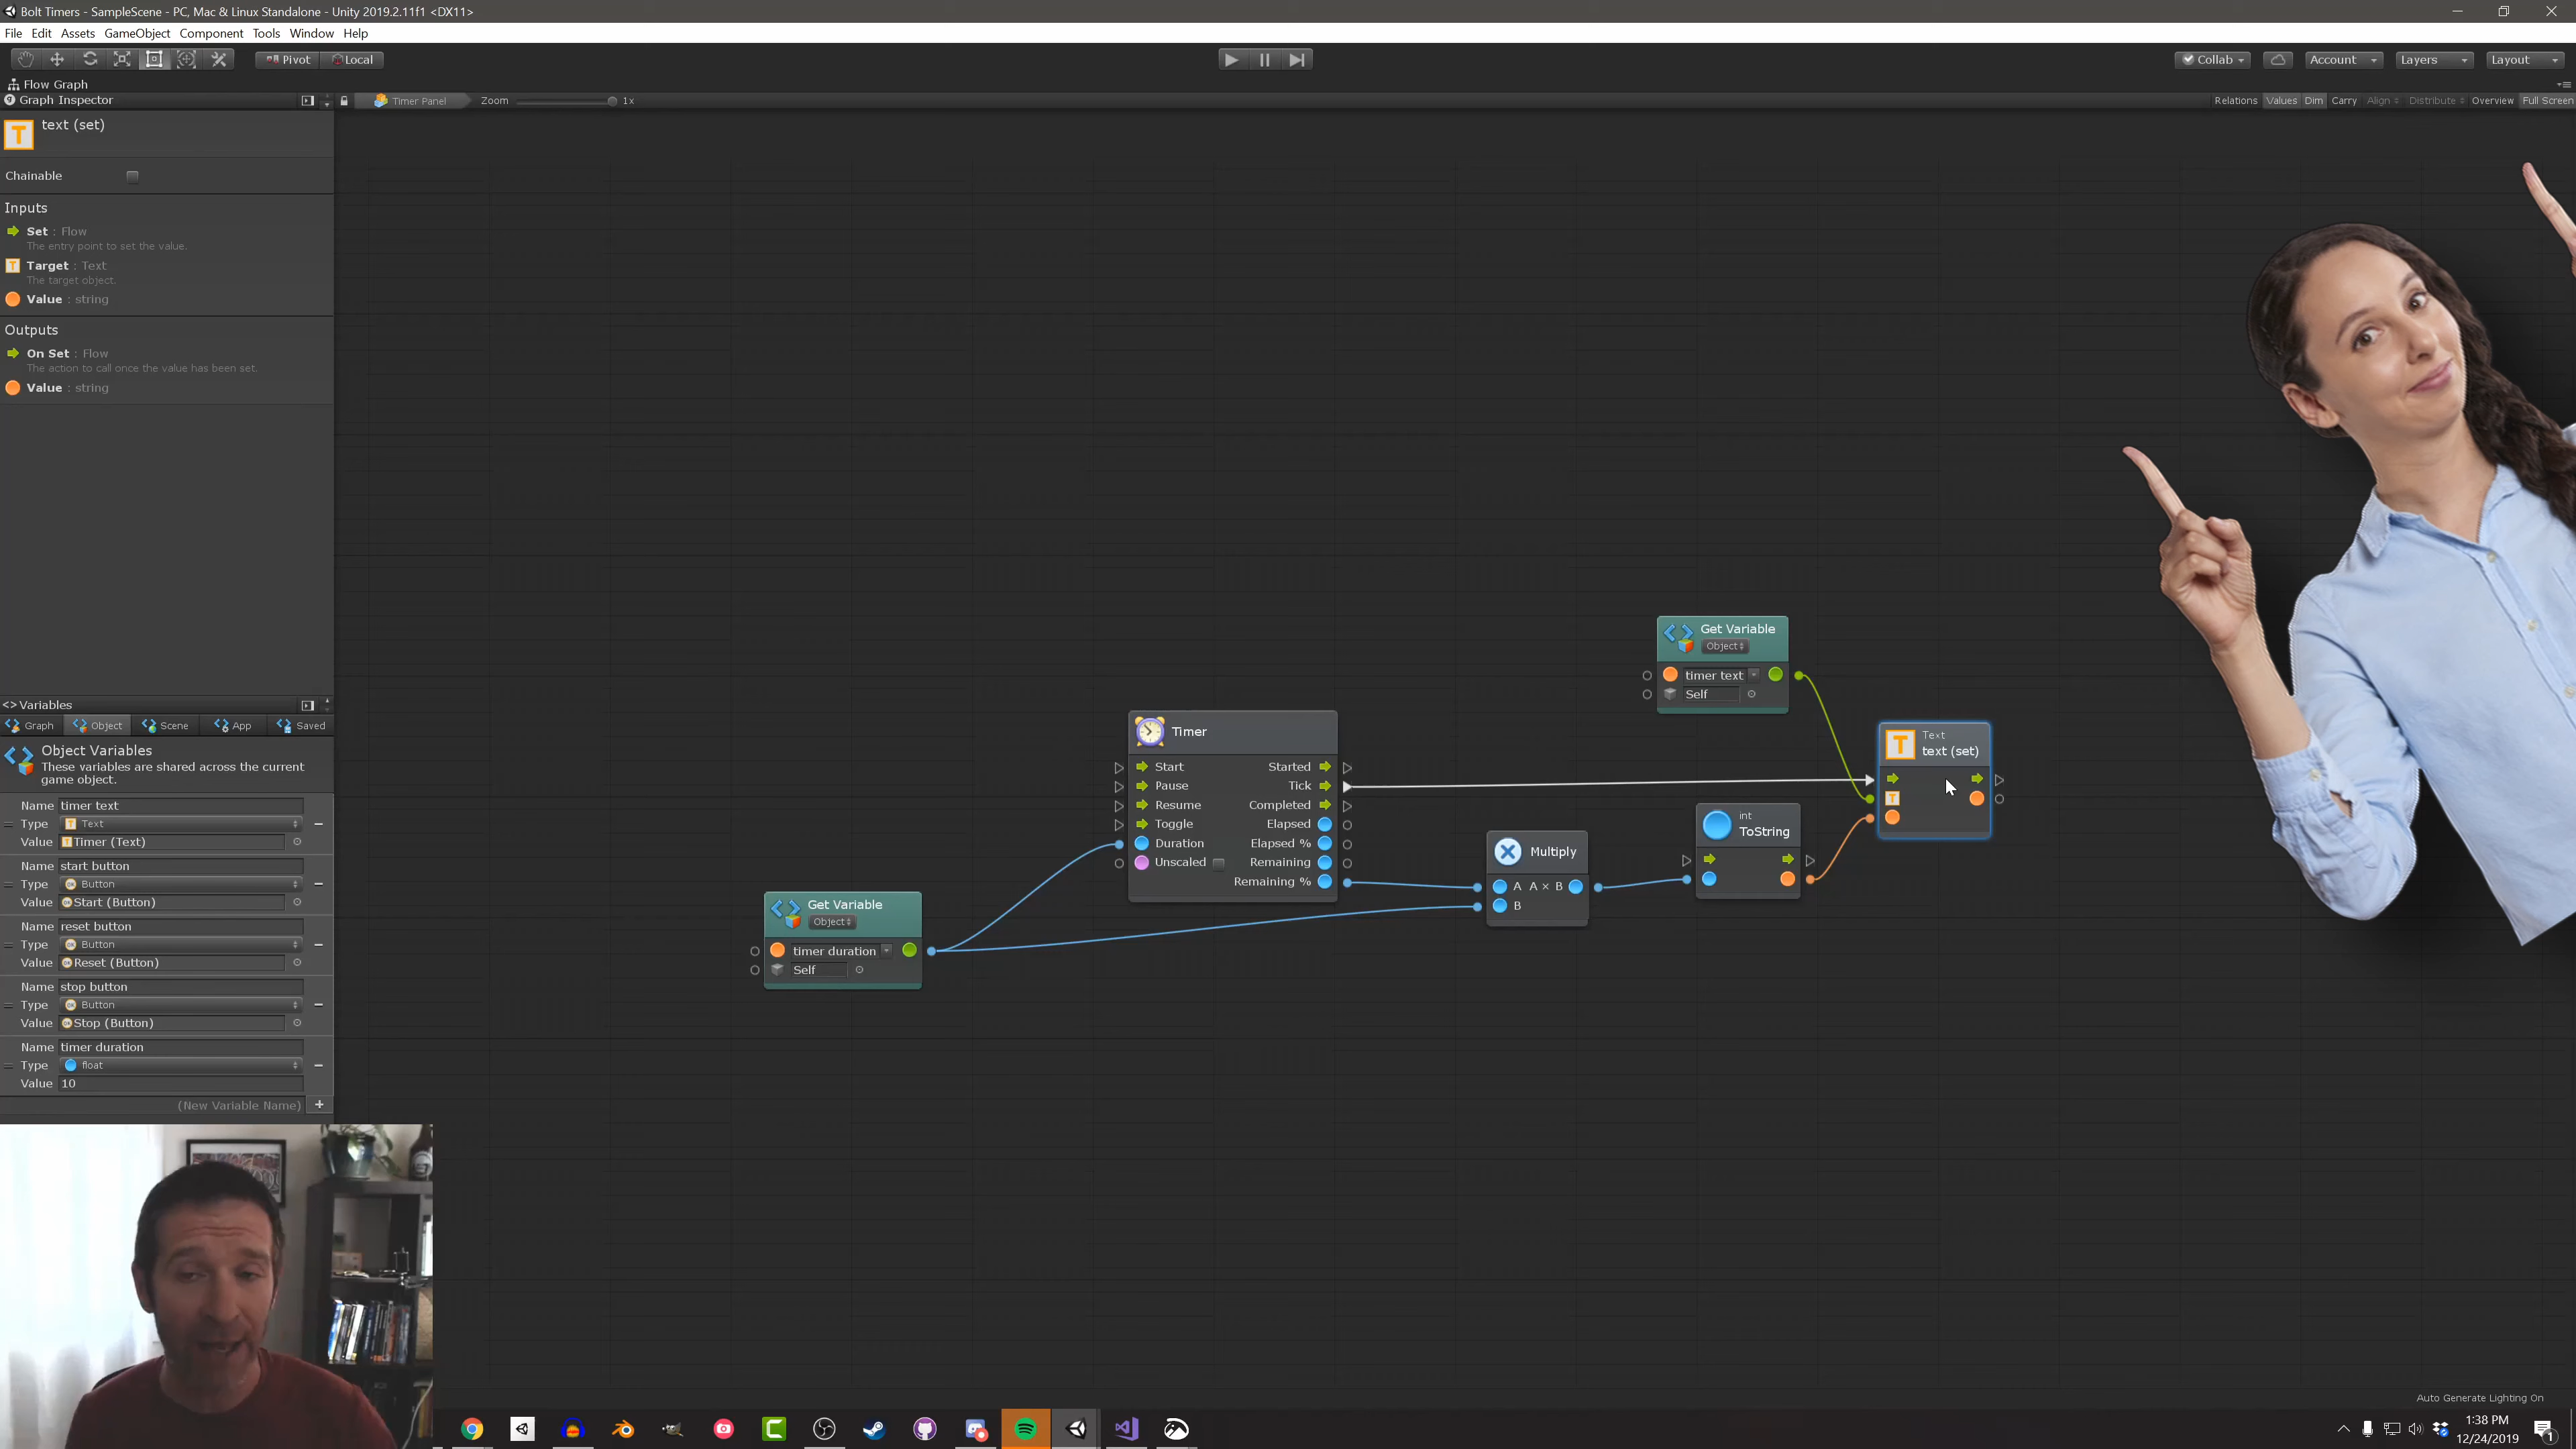 Bolt Timers - SampleScene - PC, Mac & Linux Standalone - Unity 2019.2.11f1 <DX11>
File Edit Assets GameObject Component Tools Window Help
Pivot Local
Collab Account Layers Layout
Flow Graph
Graph Inspector
Timer Panel Zoom 1x
Relations Values Dim Carry Align Distribute Overview Full Screen
text (set)
Chainable
Inputs
Set : Flow
The entry point to set the value.
Target : Text
The target object.
Value : string
Outputs
On Set : Flow
The action to call once the value has been set.
Value : string
<> Variables
Graph Object Scene App Saved
Object Variables
These variables are shared across the current
game object.
Name timer text
Type Text
Value Timer (Text)
Name start button
Type Button
Value Start (Button)
Name reset button
Type Button
Value Reset (Button)
Name stop button
Type Button
Value Stop (Button)
Name timer duration
Type float
Value 10
(New Variable Name) +
Get Variable
Object
timer duration
Self
Timer
Start Started
Pause Tick
Resume Completed
Toggle Elapsed
Duration Elapsed %
Unscaled Remaining
Remaining %
Multiply
A A × B
B
Get Variable
Object
timer text
Self
int
ToString
Text
text (set)
Auto Generate Lighting On
1:38 PM
12/24/2019
1